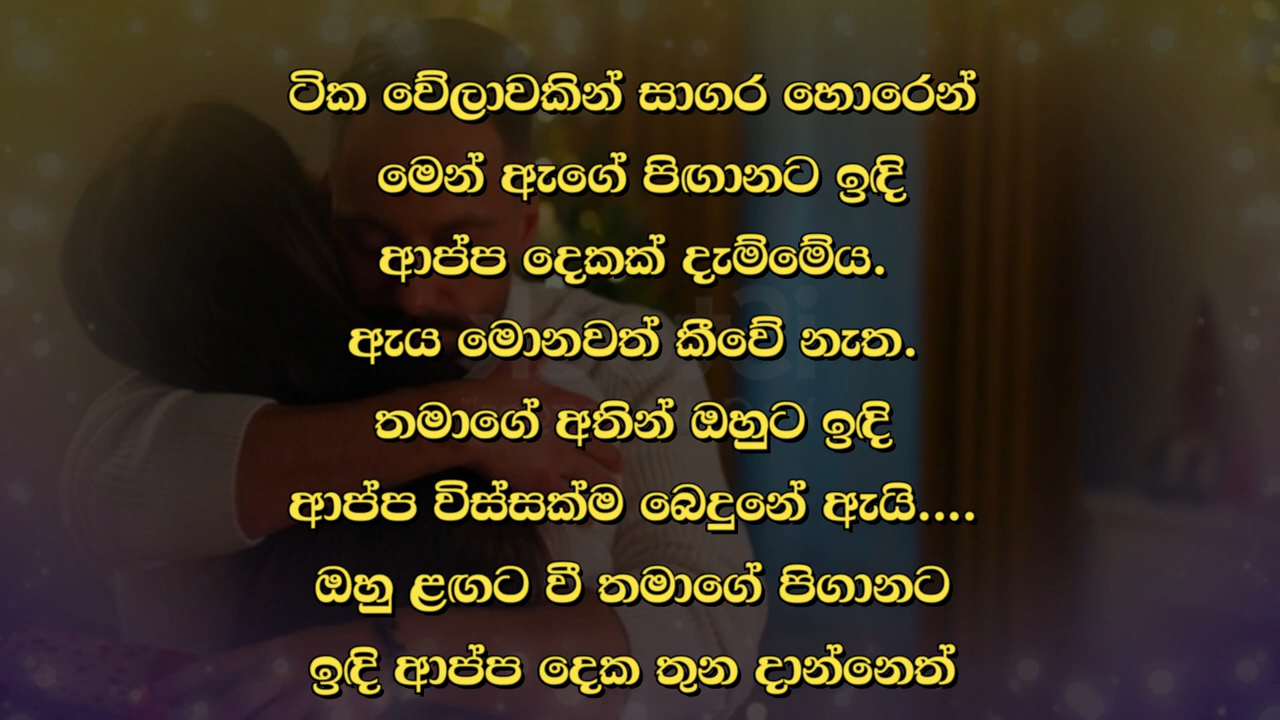 ටික වේලාවකින් සාගර හොරෙන්
මෙන් ඇගේ පිඟානට ඉඳි
ආප්ප දෙකක් දැම්මේය.
ඇය මොනවත් කීවේ නැත.
තමාගේ අතින් ඔහුට ඉඳි
ආප්ප විස්සක්ම බෙදුනේ ඇයි....
ඔහු ළඟට වී තමාගේ පිගානට
ඉඳි ආප්ප දෙක තුන දාන්නෙත්